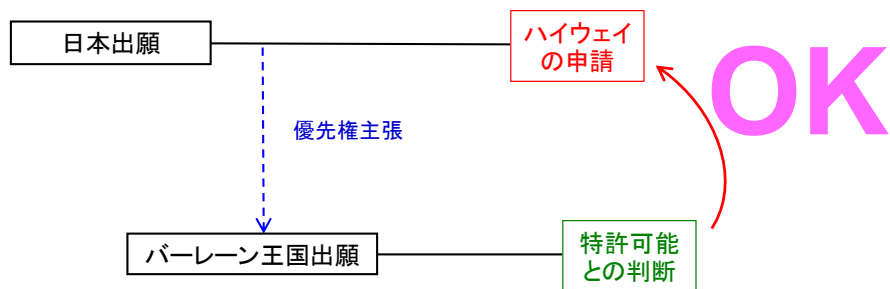 日本出願
ハイウェイ
の申請
OK
優先権主張
バーレーン王国出願
特許可能
との判断